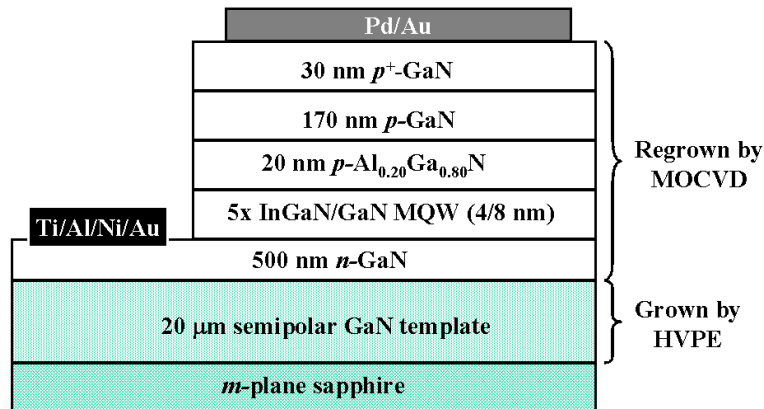 Pd/Au
30 nm p⁺-GaN
170 nm p-GaN
20 nm p-Al₀.₂₀Ga₀.₈₀N
5x InGaN/GaN MQW (4/8 nm)
Ti/Al/Ni/Au
500 nm n-GaN
20 μm semipolar GaN template
m-plane sapphire
Regrown by
MOCVD
Grown by
HVPE